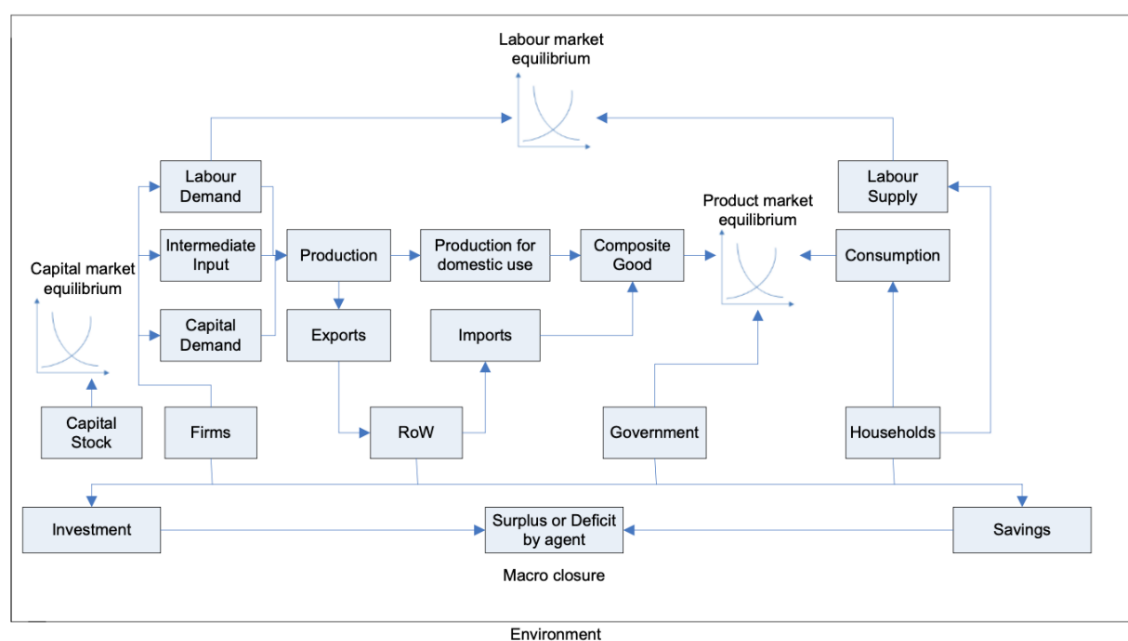 Labour market
equilibrium
Labour
Demand
Labour
Supply
Product market
equilibrium
Intermediate
Input
Production
Production for
domestic use
Composite
Good
Consumption
Capital market
equilibrium
Capital
Demand
Exports
Imports
Capital
Stock
Firms
RoW
Government
Households
Investment
Surplus or Deficit
by agent
Savings
Macro closure
Environment